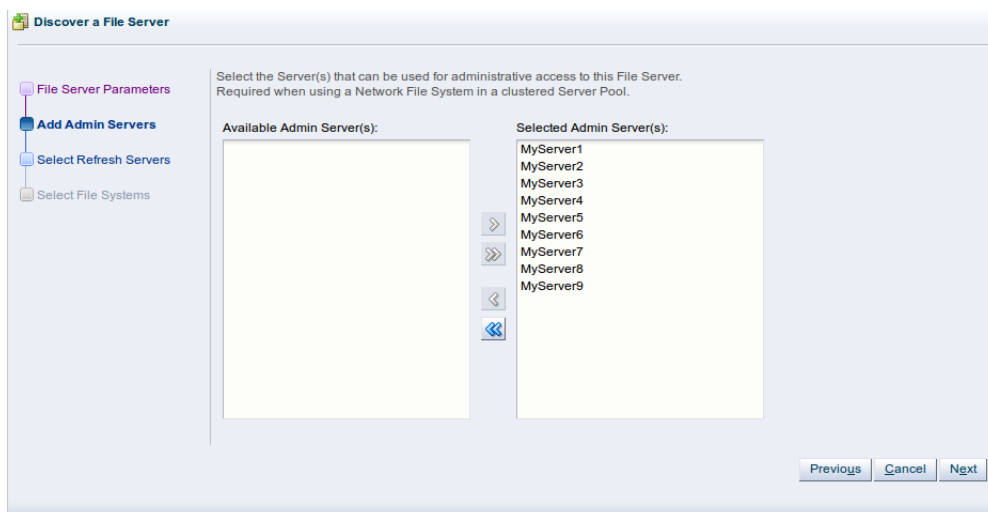 Discover a File Server
File Server Parameters
Add Admin Servers
Select Refresh Servers
Select File Systems
Select the Server(s) that can be used for administrative access to this File Server.
Required when using a Network File System in a clustered Server Pool.
Available Admin Server(s):
Selected Admin Server(s):
MyServer1
MyServer2
MyServer3
MyServer4
MyServer5
MyServer6
MyServer7
MyServer8
MyServer9
Previous
Cancel
Next